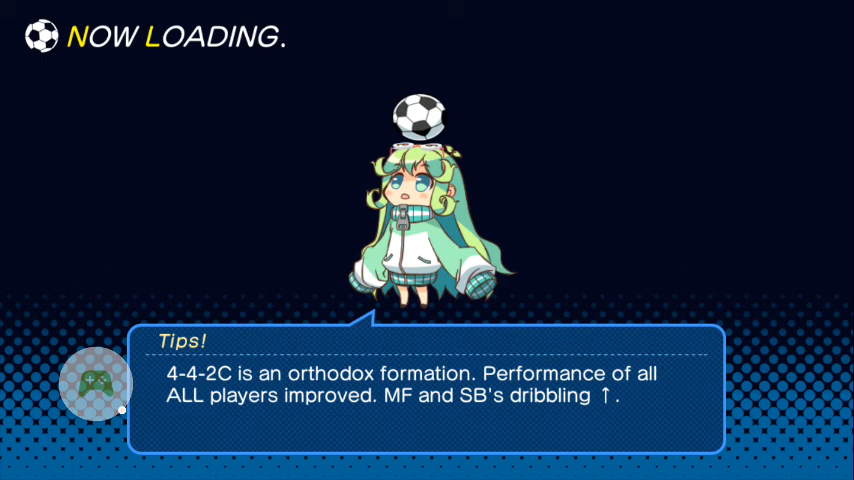 NOW LOADING.
Tips!
4-4-2C is an orthodox formation. Performance of all
ALL players improved. MF and SB's dribbling ↑.